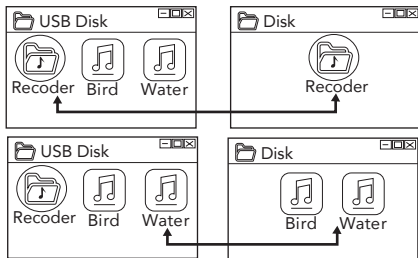 USB Disk
Disk
Recoder Bird Water
Recoder
USB Disk
Disk
Recoder Bird Water
Bird Water